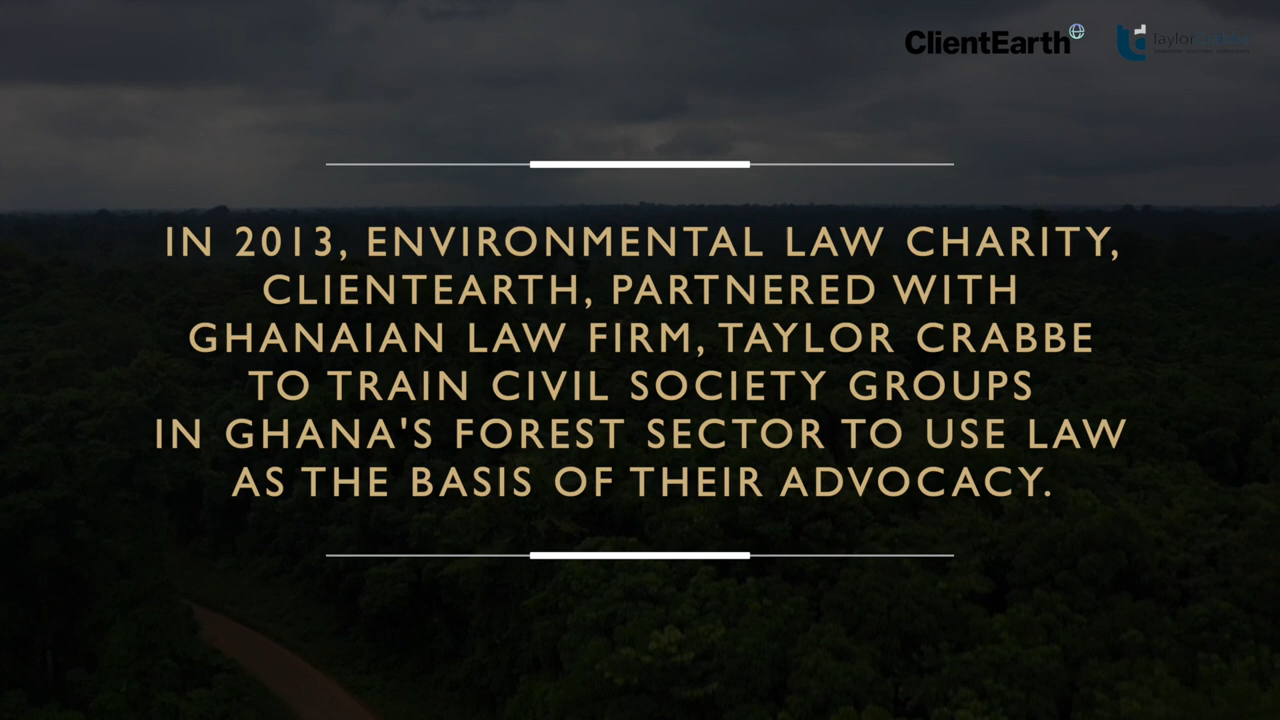 ClientEarth
Taylor
IN 2013, ENVIRONMENTAL LAW CHARITY,
CLIENTEARTH, PARTNERED WITH
GHANAIAN LAW FIRM, TAYLOR CRABBE
TO TRAIN CIVIL SOCIETY GROUPS
IN GHANA'S FOREST SECTOR TO USE LAW
AS THE BASIS OF THEIR ADVOCACY.